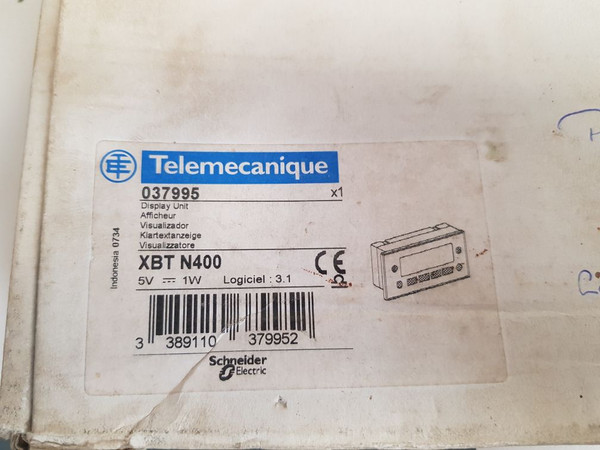 Telemecanique
037995 x1
Display Unit
Afficheur
Visualizador
Klartextanzeige
Visualizzatore
XBT N400 CE
5V ⎓ 1W Logiciel : 3.1
3 389110 379952
Schneider
Electric
Indonesia 0734